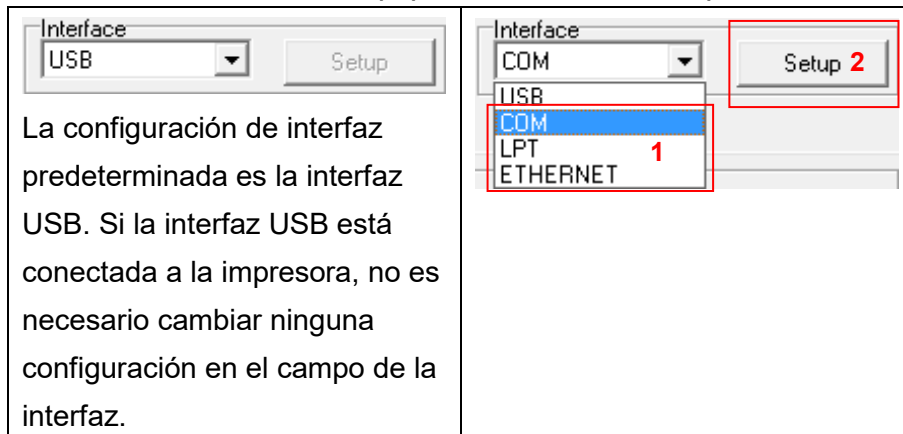 Interface
USB
Setup
La configuración de interfaz
predeterminada es la interfaz
USB. Si la interfaz USB está
conectada a la impresora, no es
necesario cambiar ninguna
configuración en el campo de la
interfaz.
Interface
COM
Setup 2
USB
COM
LPT 1
ETHERNET